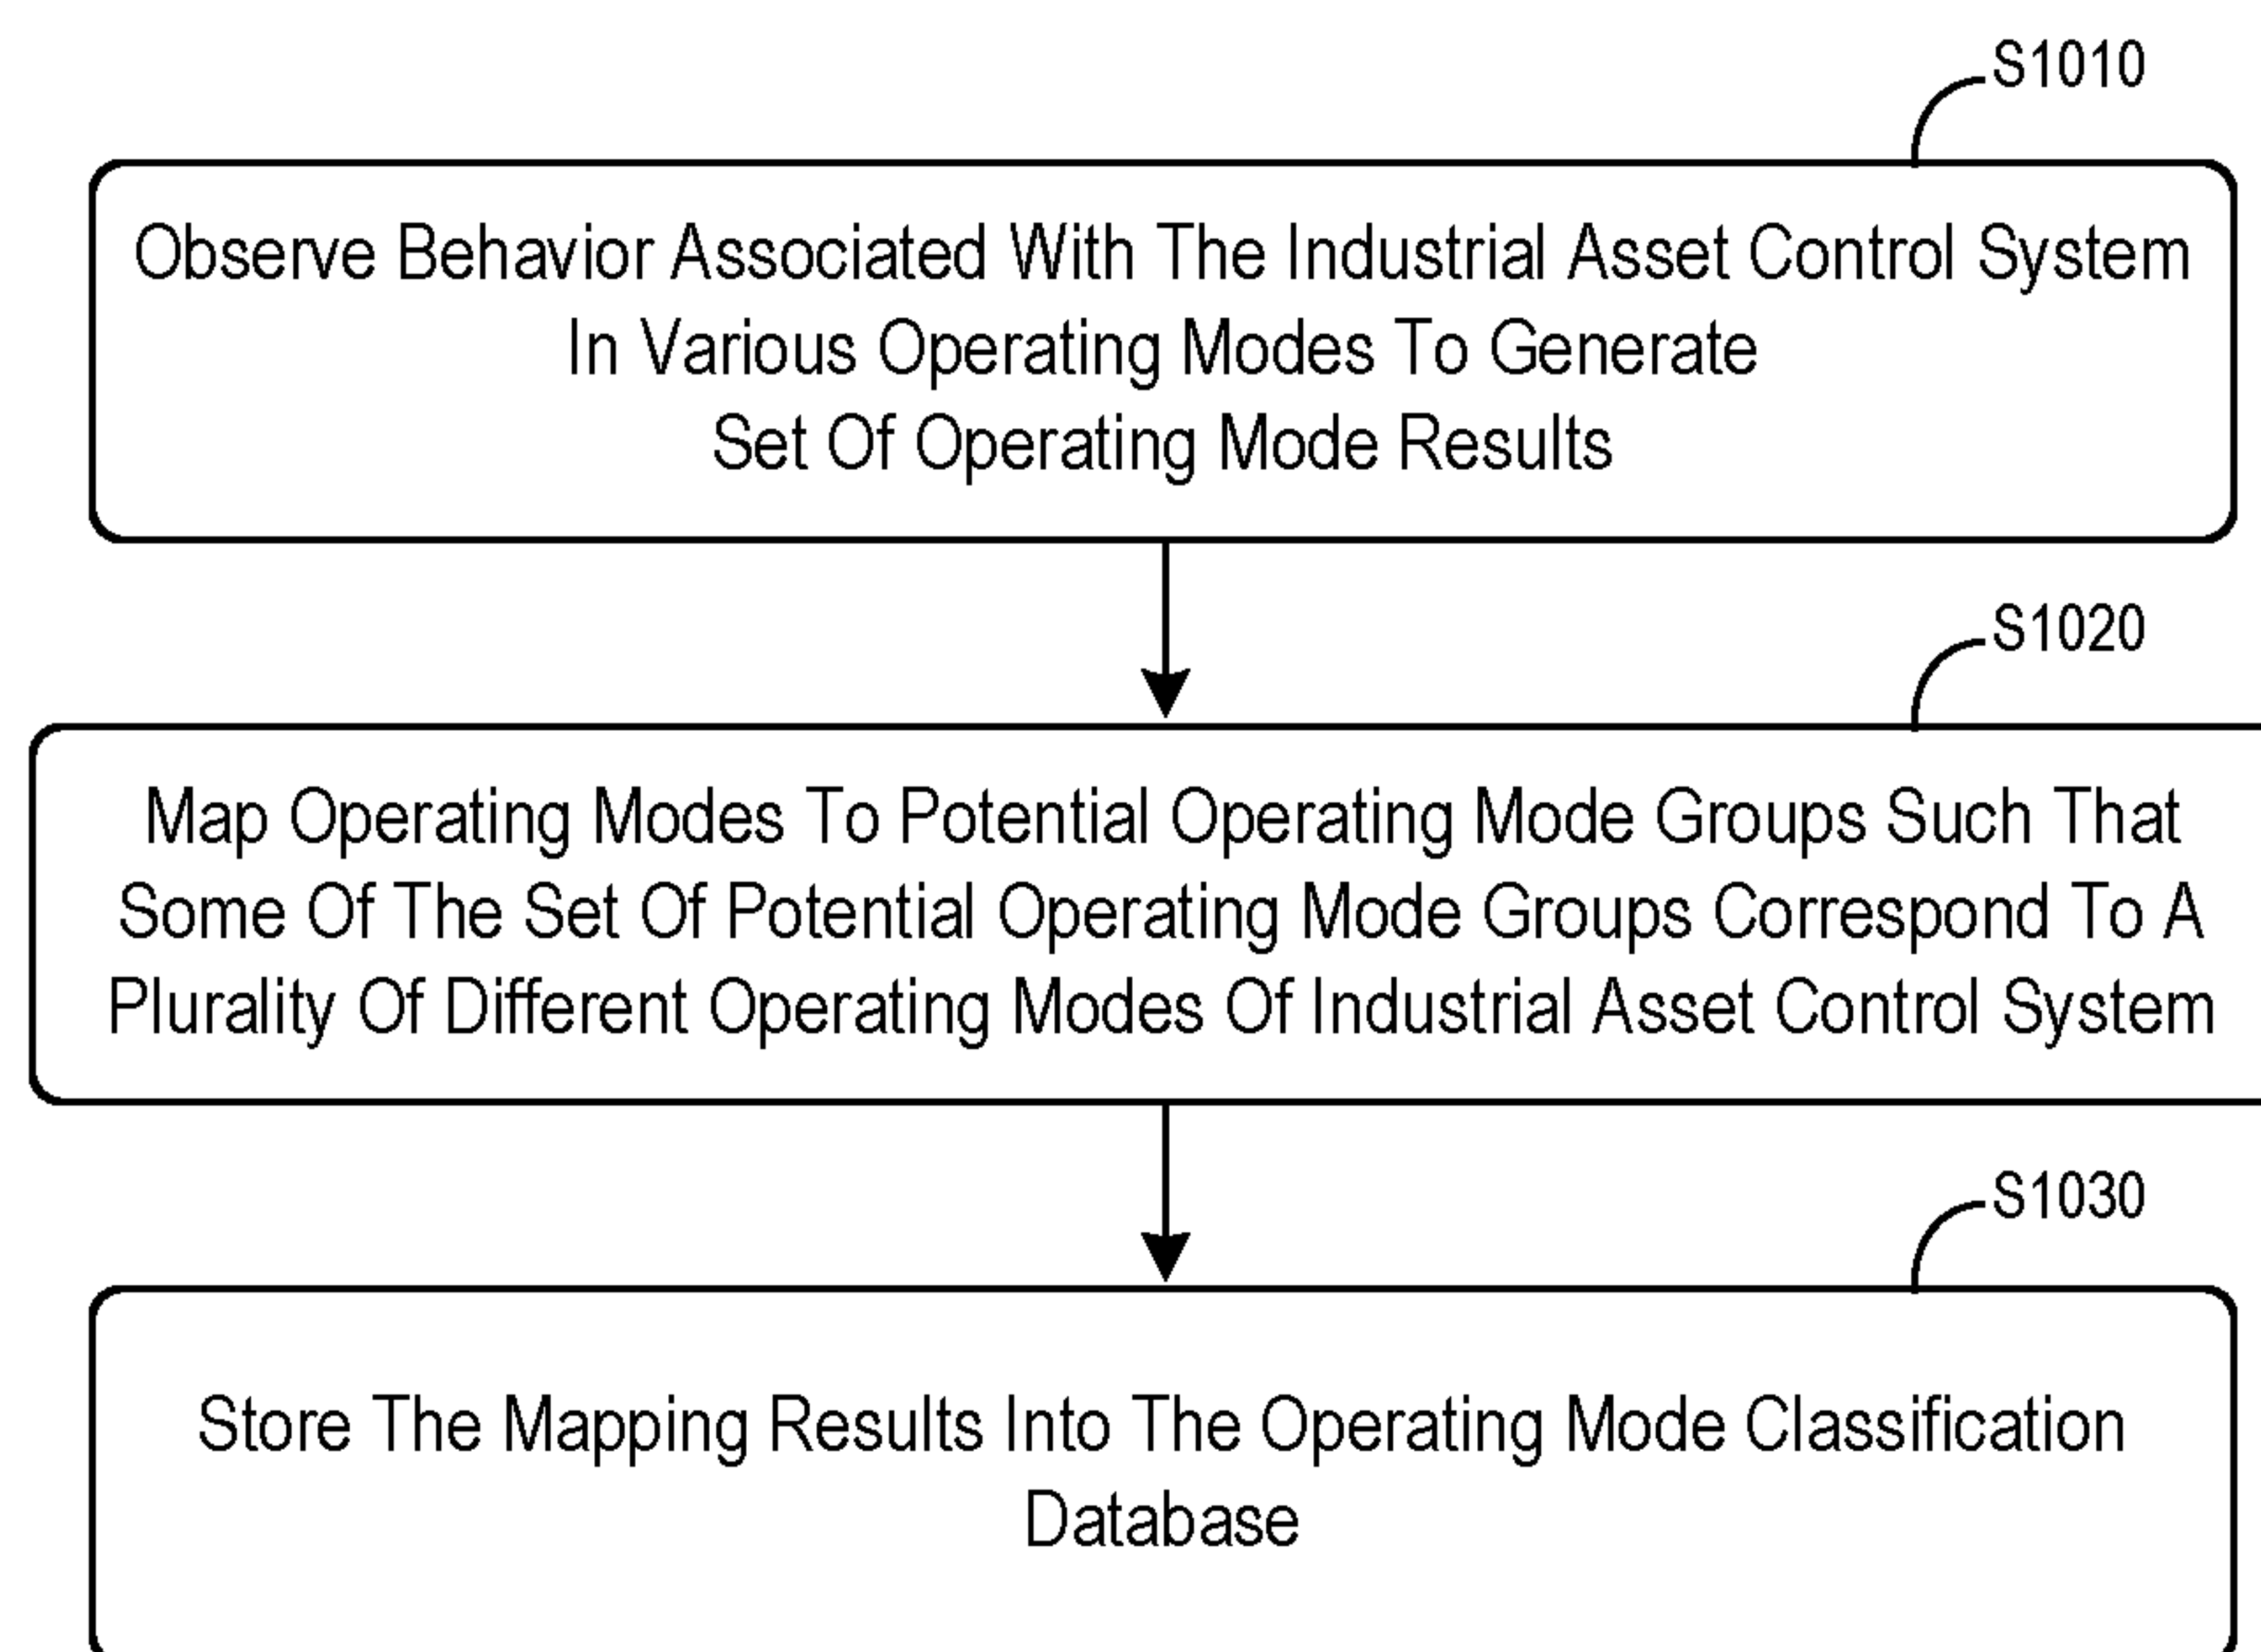 S1010
Observe Behavior Associated With The Industrial Asset Control System
In Various Operating Modes To Generate
Set Of Operating Mode Results
S1020
Map Operating Modes To Potential Operating Mode Groups Such That
Some Of The Set Of Potential Operating Mode Groups Correspond To A
Plurality Of Different Operating Modes Of Industrial Asset Control System
S1030
Store The Mapping Results Into The Operating Mode Classification
Database